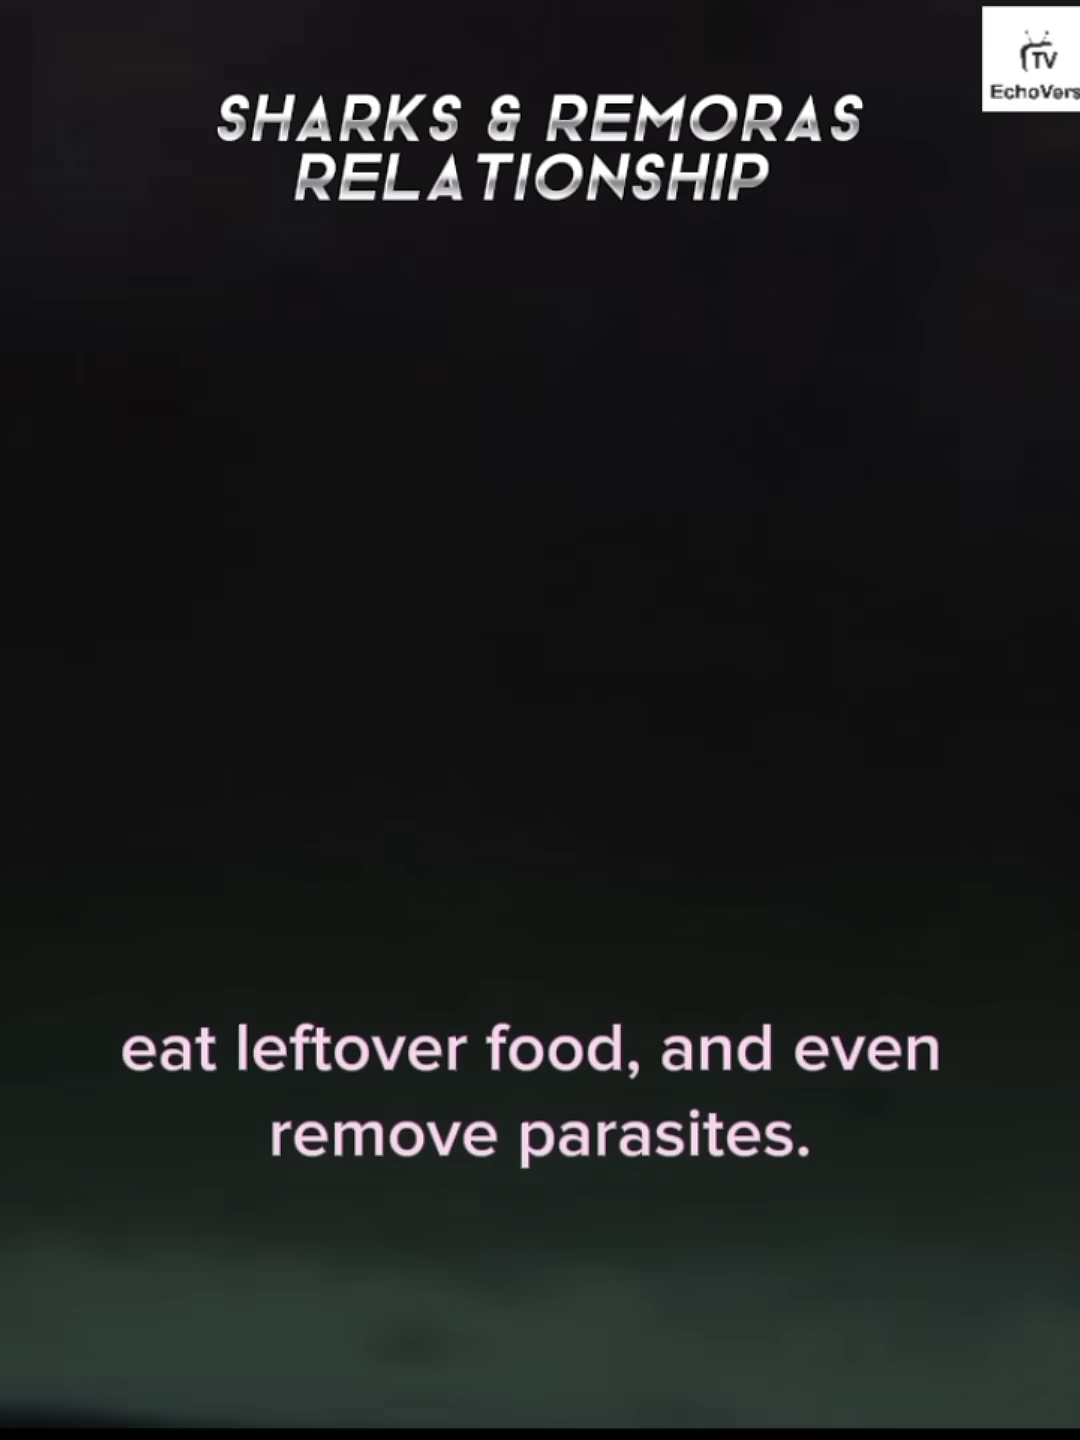 TV
EchoVers
SHARKS & REMORAS
RELATIONSHIP
eat leftover food, and even
remove parasites.